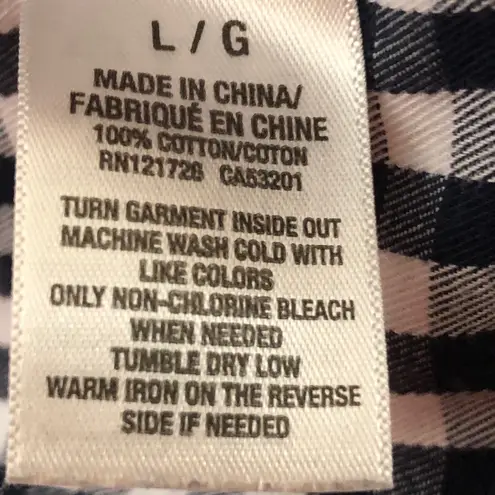 L / G
MADE IN CHINA/
FABRIQUÉ EN CHINE
100% COTTON/COTON
RN121726 CA53201
TURN GARMENT INSIDE OUT
MACHINE WASH COLD WITH
LIKE COLORS
ONLY NON-CHLORINE BLEACH
WHEN NEEDED
TUMBLE DRY LOW
WARM IRON ON THE REVERSE
SIDE IF NEEDED